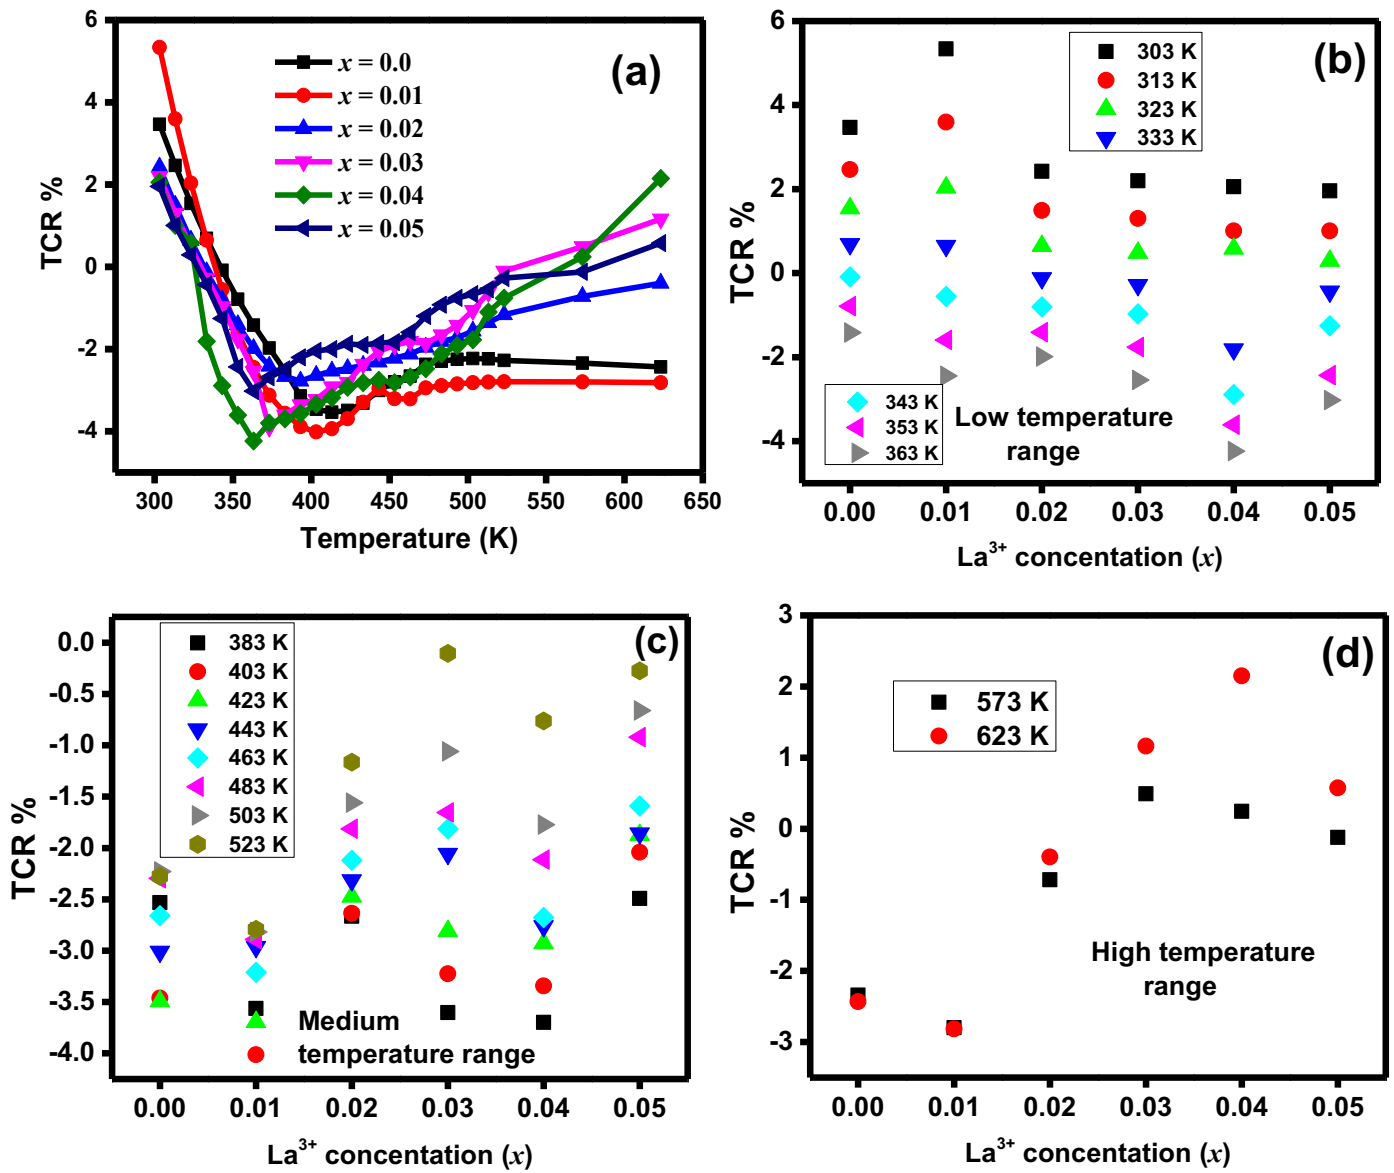 (a)
x = 0.0
x = 0.01
x = 0.02
x = 0.03
x = 0.04
x = 0.05
6
4
2
0
-2
-4
TCR %
300 350 400 450 500 550 600 650
Temperature (K)
(b)
303 K
313 K
323 K
333 K
343 K
353 K
363 K
Low temperature
range
6
4
2
0
-2
-4
TCR %
0.00 0.01 0.02 0.03 0.04 0.05
La³⁺ concentation (x)
(c)
383 K
403 K
423 K
443 K
463 K
483 K
503 K
523 K
Medium
temperature range
0.0
-0.5
-1.0
-1.5
-2.0
-2.5
-3.0
-3.5
-4.0
TCR %
0.00 0.01 0.02 0.03 0.04 0.05
La³⁺ concentation (x)
(d)
573 K
623 K
High temperature
range
3
2
1
0
-1
-2
-3
TCR %
0.00 0.01 0.02 0.03 0.04 0.05
La³⁺ concentation (x)